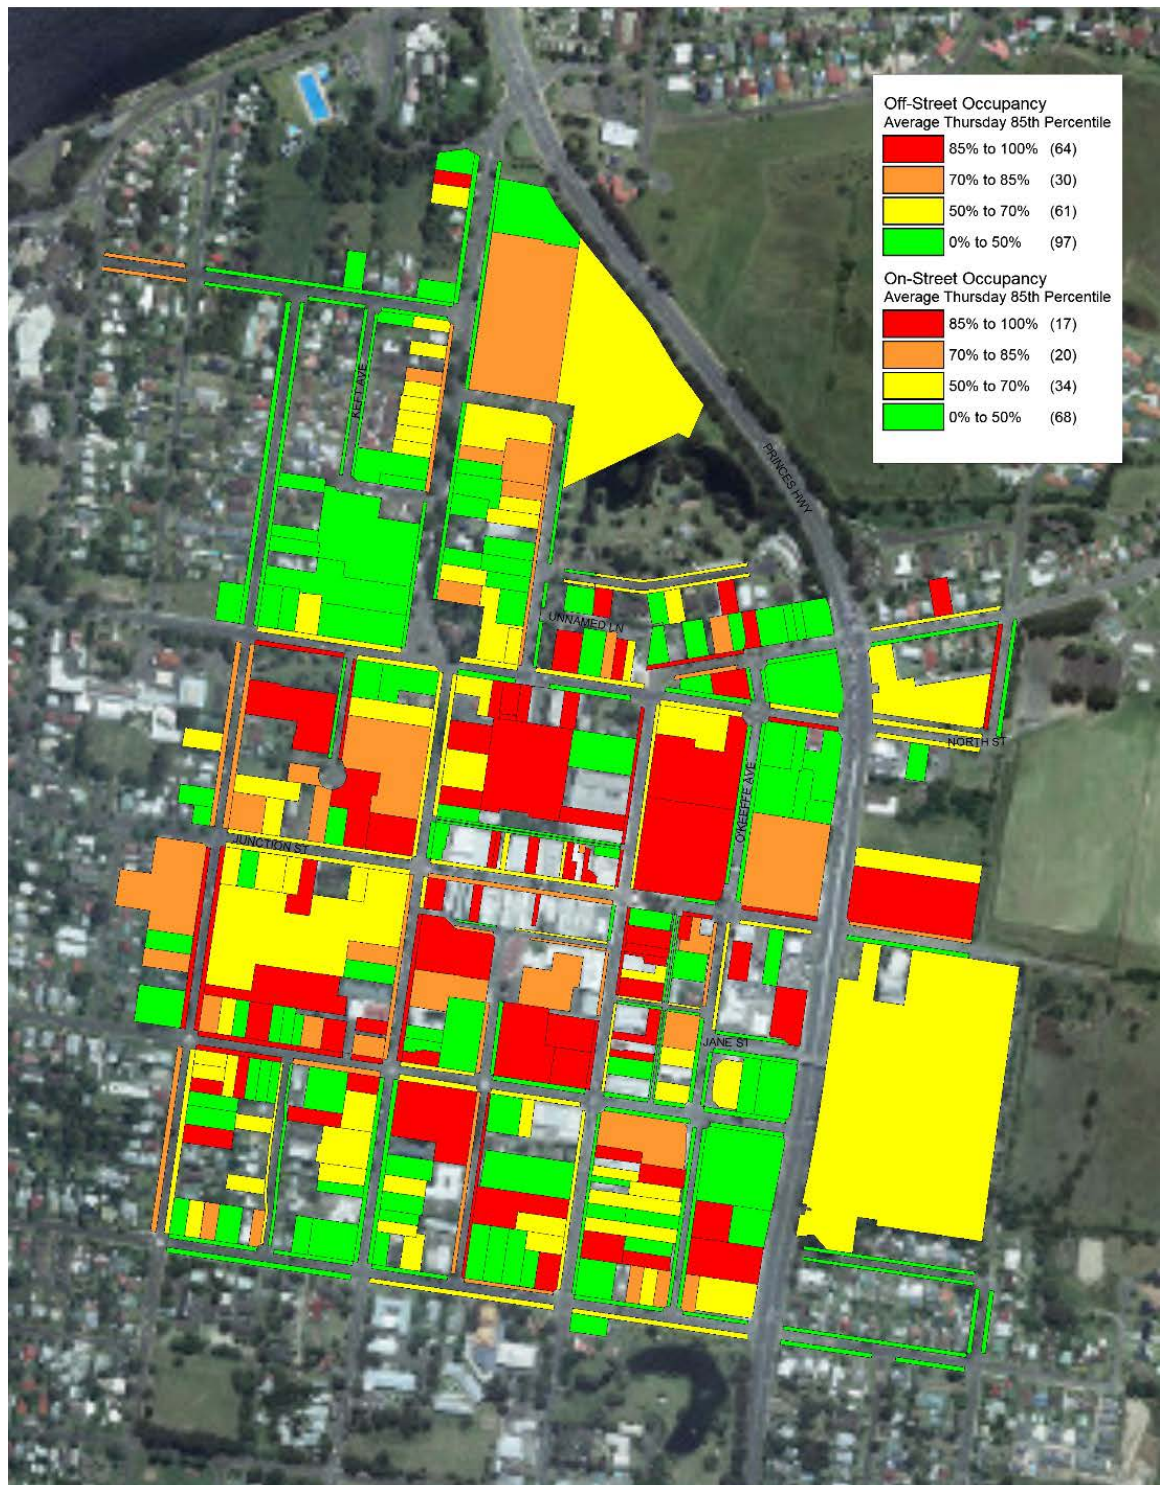 Off-Street Occupancy
Average Thursday 85th Percentile
85% to 100% (64)
70% to 85% (30)
50% to 70% (61)
0% to 50% (97)
On-Street Occupancy
Average Thursday 85th Percentile
85% to 100% (17)
70% to 85% (20)
50% to 70% (34)
0% to 50% (68)
KEFT AVE
PRINCES HWY
UNNAMED LN
NORTH ST
O'KEEFFE AVE
JUNCTION ST
JANE ST